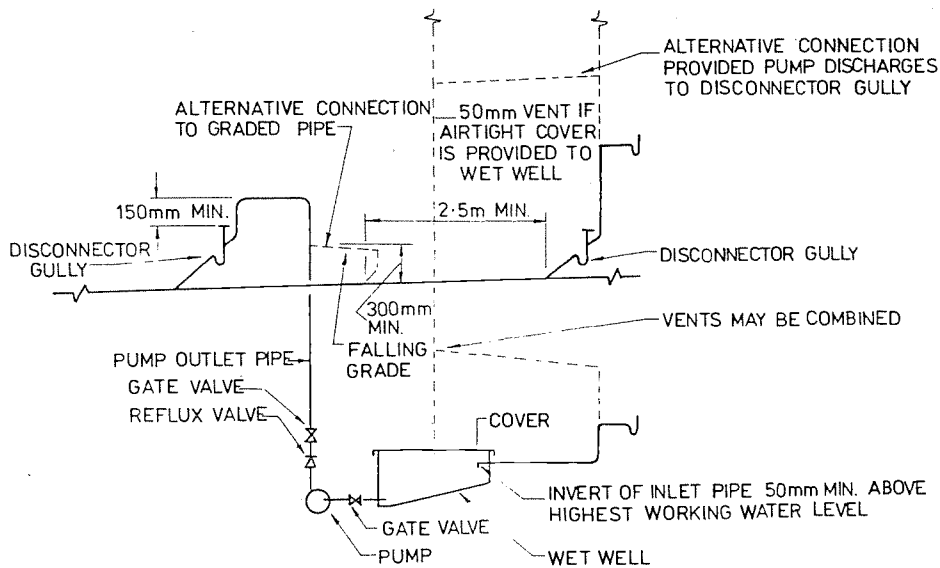 ALTERNATIVE CONNECTION
PROVIDED PUMP DISCHARGES
TO DISCONNECTOR GULLY
ALTERNATIVE CONNECTION
TO GRADED PIPE
50mm VENT IF
AIRTIGHT COVER
IS PROVIDED TO
WET WELL
150mm MIN.
2·5m MIN.
DISCONNECTOR
GULLY
DISCONNECTOR GULLY
300mm
MIN.
FALLING
GRADE
VENTS MAY BE COMBINED
PUMP OUTLET PIPE
GATE VALVE
REFLUX VALVE
COVER
INVERT OF INLET PIPE 50mm MIN. ABOVE
HIGHEST WORKING WATER LEVEL
GATE VALVE
PUMP
WET WELL